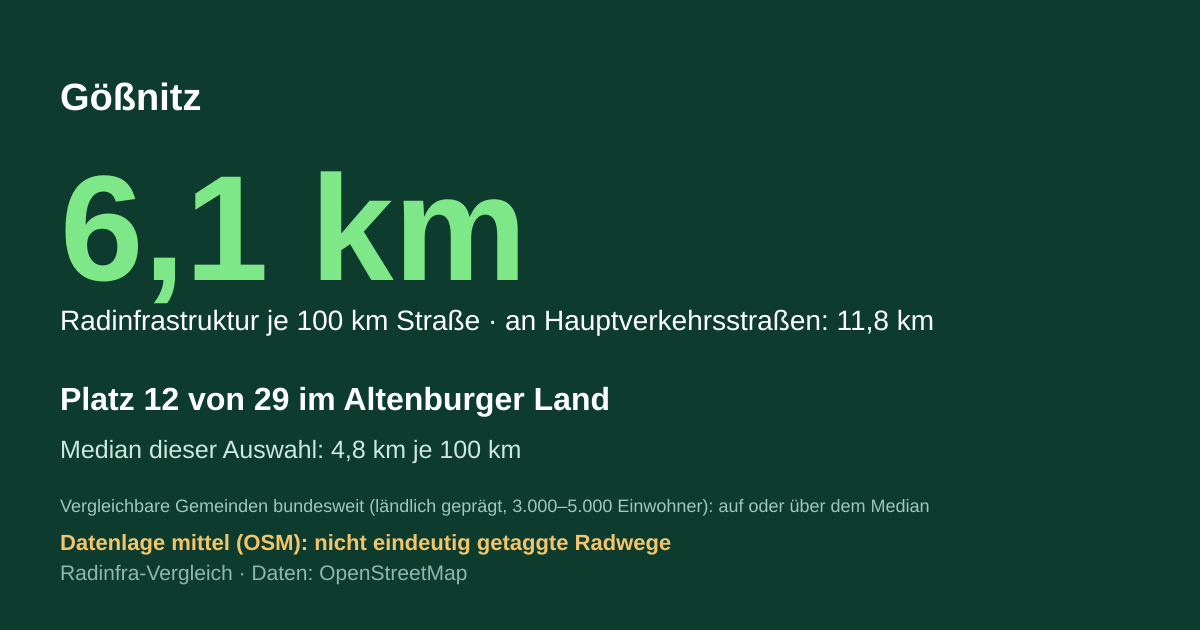 Gößnitz
6,1 km
Radinfrastruktur je 100 km Straße · an Hauptverkehrsstraßen: 11,8 km
Platz 12 von 29 im Altenburger Land
Median dieser Auswahl: 4,8 km je 100 km
Vergleichbare Gemeinden bundesweit (ländlich geprägt, 3.000–5.000 Einwohner): auf oder über dem Median
Datenlage mittel (OSM): nicht eindeutig getaggte Radwege
Radinfra-Vergleich · Daten: OpenStreetMap